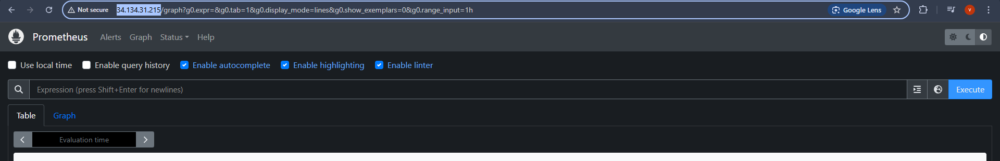 Not secure 34.134.31.215/graph?g0.expr=&g0.tab=1&g0.display_mode=lines&g0.show_exemplars=0&g0.range_input=1h Google Lens V
Prometheus Alerts Graph Status Help
Use local time Enable query history Enable autocomplete Enable highlighting Enable linter
Expression (press Shift+Enter for newlines) Execute
Table Graph
Evaluation time